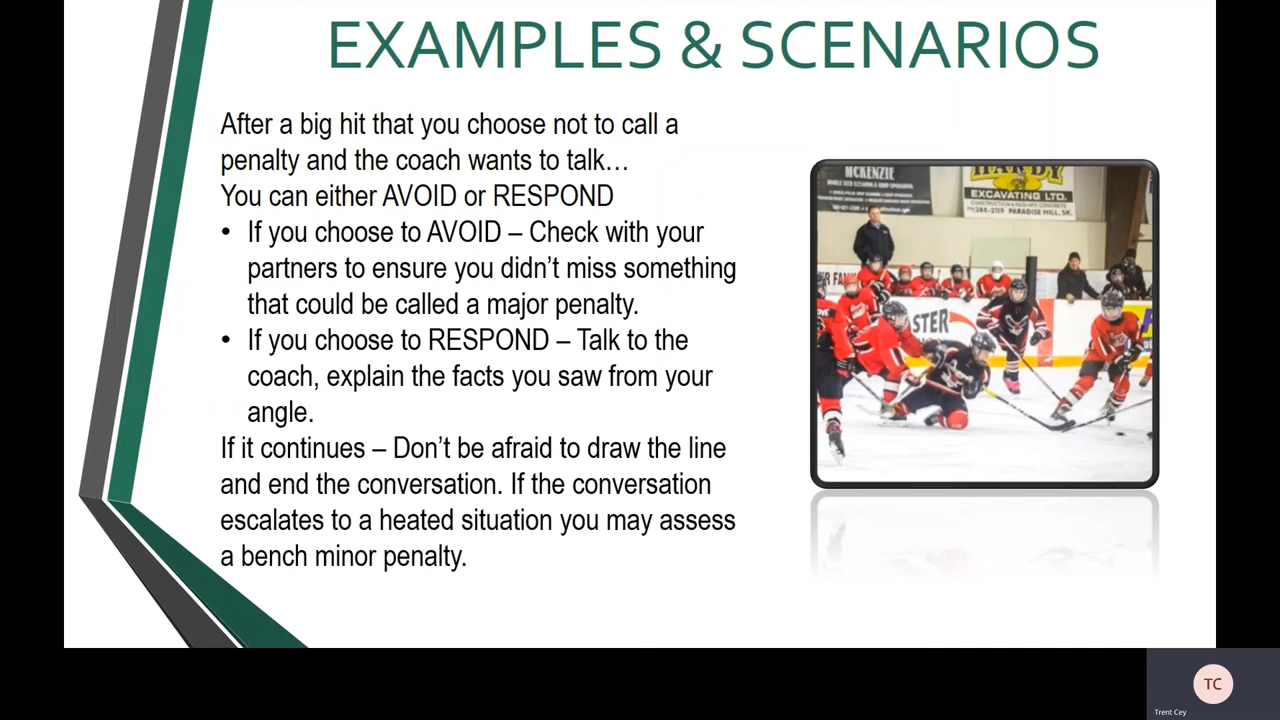 EXAMPLES & SCENARIOS
After a big hit that you choose not to call a
penalty and the coach wants to talk…
You can either AVOID or RESPOND
• If you choose to AVOID – Check with your
partners to ensure you didn't miss something
that could be called a major penalty.
• If you choose to RESPOND – Talk to the
coach, explain the facts you saw from your
angle.
If it continues – Don't be afraid to draw the line
and end the conversation. If the conversation
escalates to a heated situation you may assess
a bench minor penalty.
MCKENZIE
EXCAVATING LTD.
PARADISE HILL, SK.
TC
Trent Cey